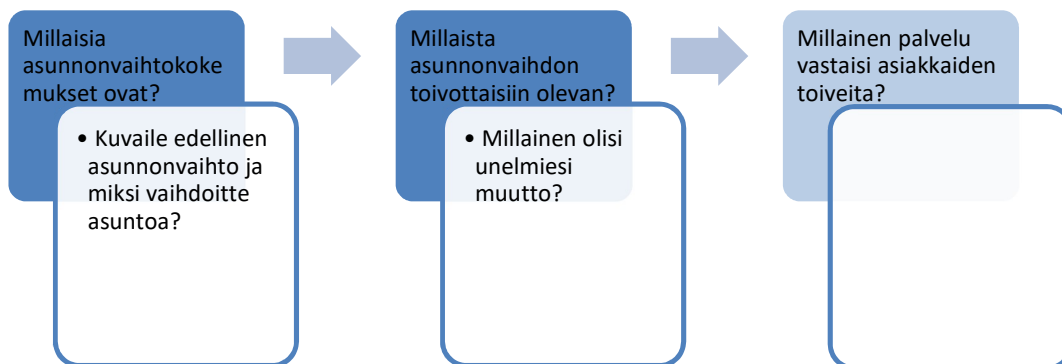 Millaisia
asunnonvaihtokoke
mukset ovat?
• Kuvaile edellinen
asunnonvaihto ja
miksi vaihdoitte
asuntoa?
Millaista
asunnonvaihdon
toivottaisiin olevan?
• Millainen olisi
unelmiesi
muutto?
Millainen palvelu
vastaisi asiakkaiden
toiveita?